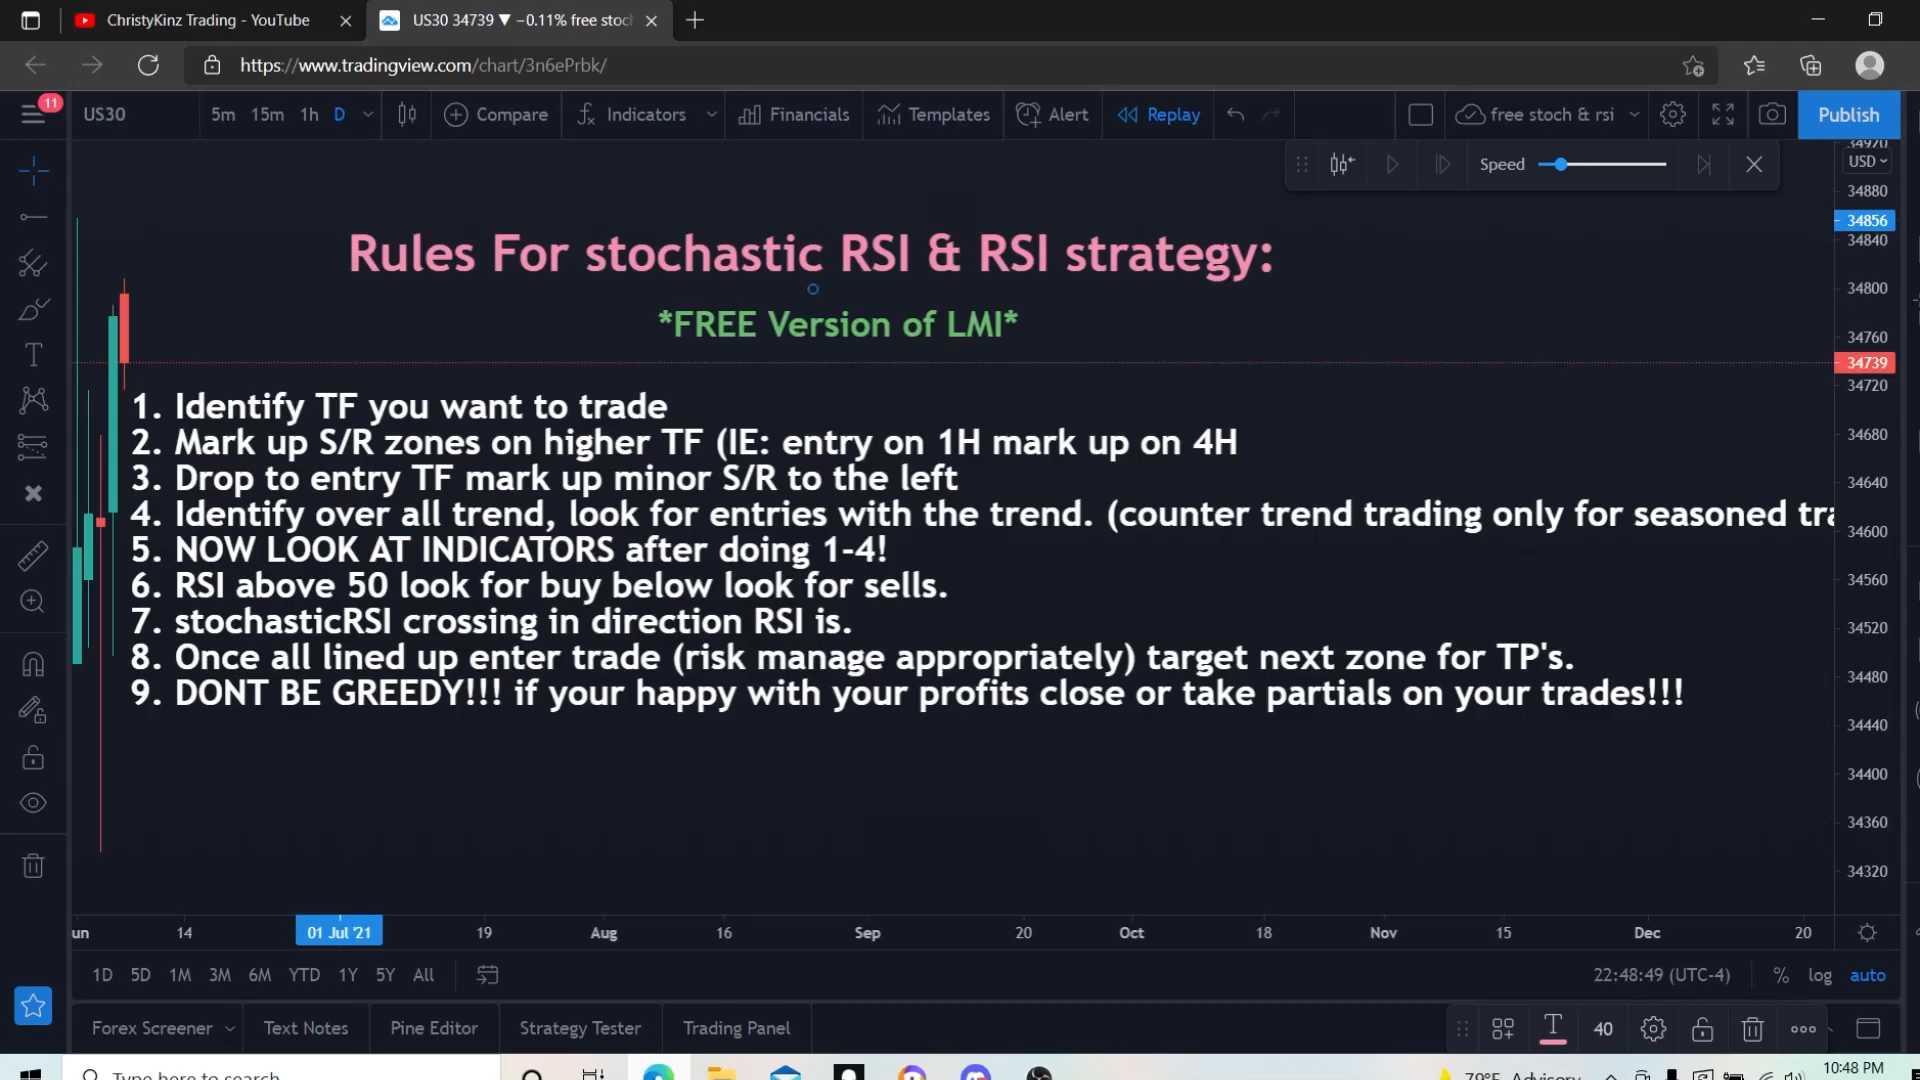 ChristyKinz Trading - YouTube
US30 34739 ▼ −0.11% free stoc
https://www.tradingview.com/chart/3n6ePrbk/
11
US30 5m 15m 1h D Compare Indicators Financials Templates Alert Replay free stoch & rsi Publish
Speed
34970
USD
34880
34856
34840
34800
34760
34739
34720
34680
34640
34600
34560
34520
34480
34440
34400
34360
34320
Rules For stochastic RSI & RSI strategy:
*FREE Version of LMI*
1. Identify TF you want to trade
2. Mark up S/R zones on higher TF (IE: entry on 1H mark up on 4H
3. Drop to entry TF mark up minor S/R to the left
4. Identify over all trend, look for entries with the trend. (counter trend trading only for seasoned tra
5. NOW LOOK AT INDICATORS after doing 1-4!
6. RSI above 50 look for buy below look for sells.
7. stochasticRSI crossing in direction RSI is.
8. Once all lined up enter trade (risk manage appropriately) target next zone for TP's.
9. DONT BE GREEDY!!! if your happy with your profits close or take partials on your trades!!!
un 14 01 Jul '21 19 Aug 16 Sep 20 Oct 18 Nov 15 Dec 20
1D 5D 1M 3M 6M YTD 1Y 5Y All 22:48:49 (UTC-4) % log auto
Forex Screener Text Notes Pine Editor Strategy Tester Trading Panel 40
Type here to search 79°F Advisory 10:48 PM